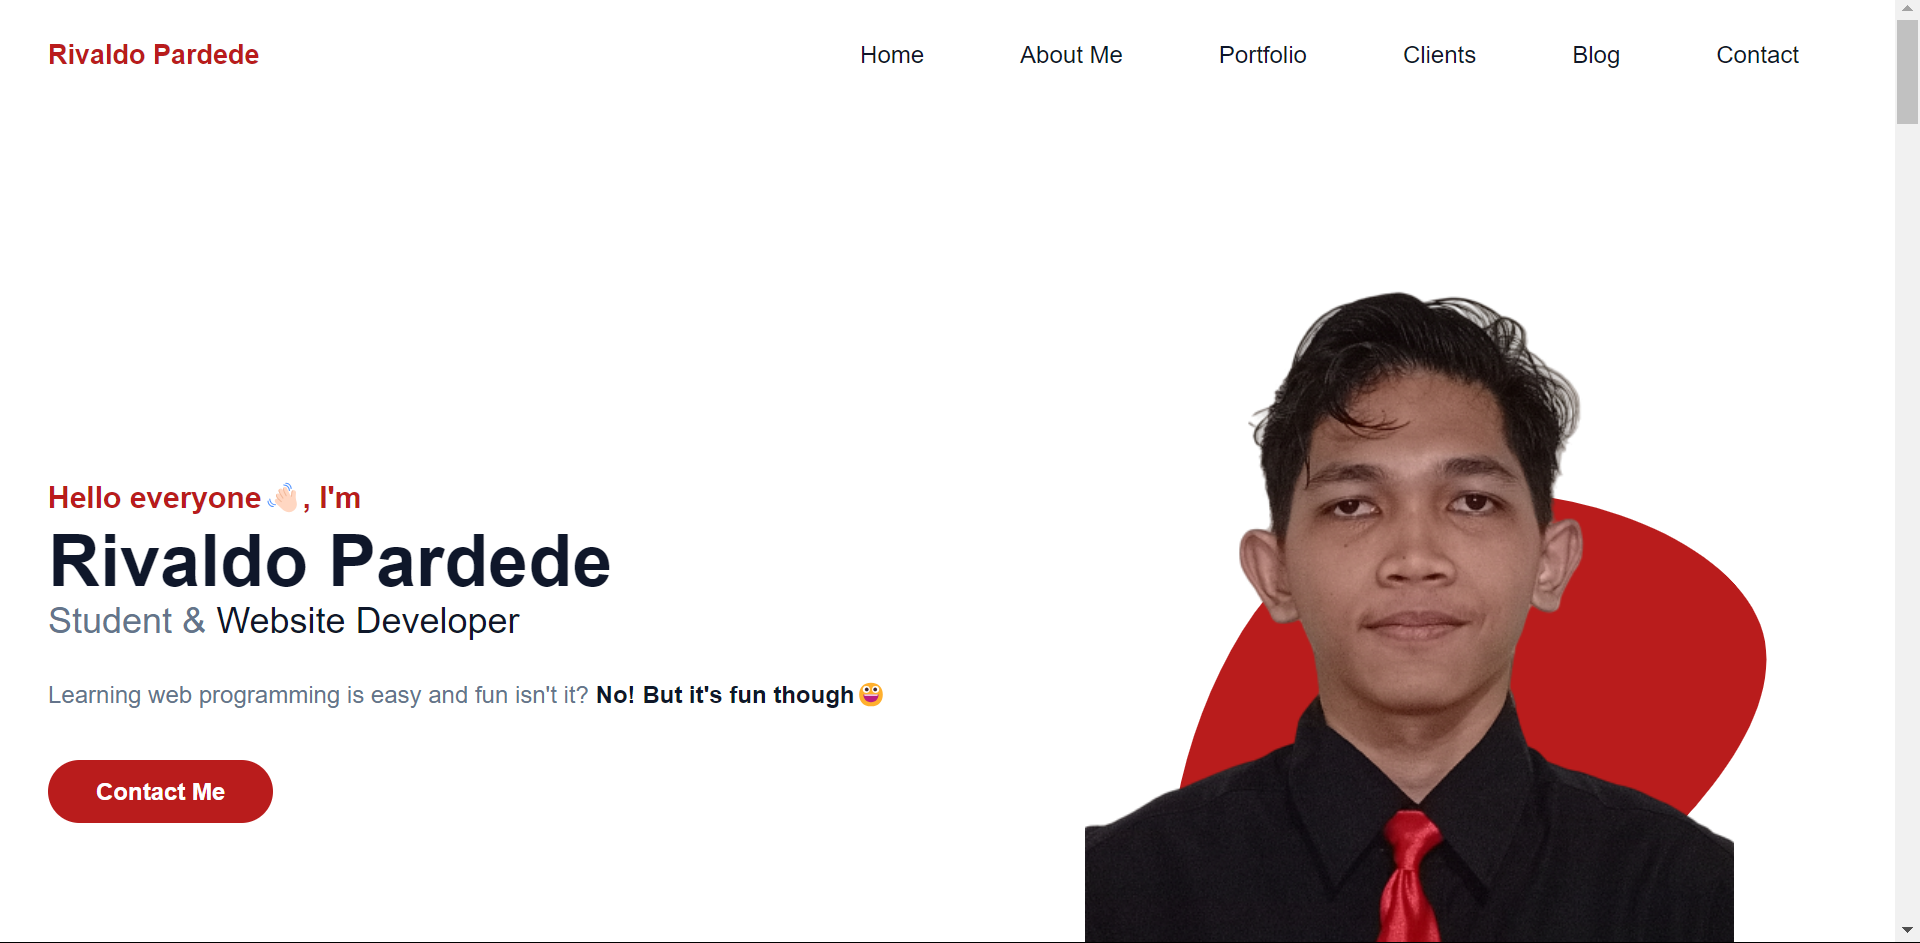 Rivaldo Pardede
Home About Me Portfolio Clients Blog Contact
Hello everyone👋🏻, I'm
Rivaldo Pardede
Student & Website Developer
Learning web programming is easy and fun isn't it? No! But it's fun though😀
Contact Me